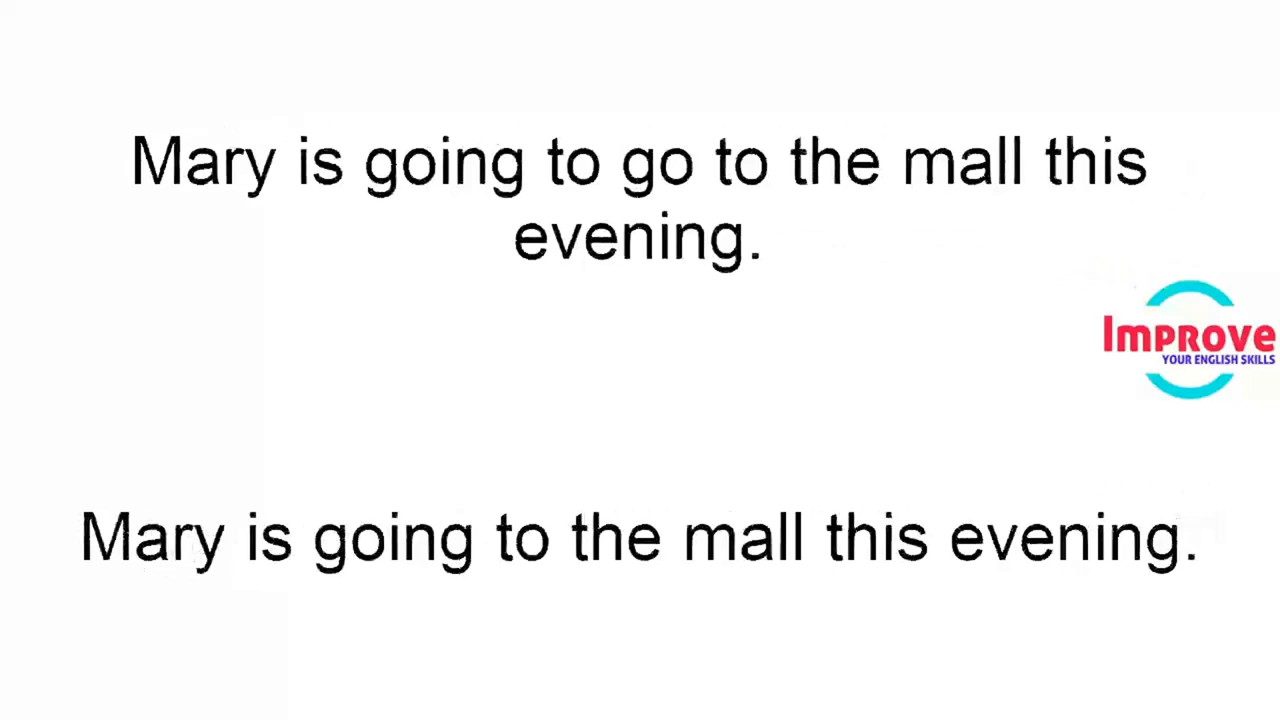 Mary is going to go to the mall this
evening.
Improve
YOUR ENGLISH SKILLS
Mary is going to the mall this evening.